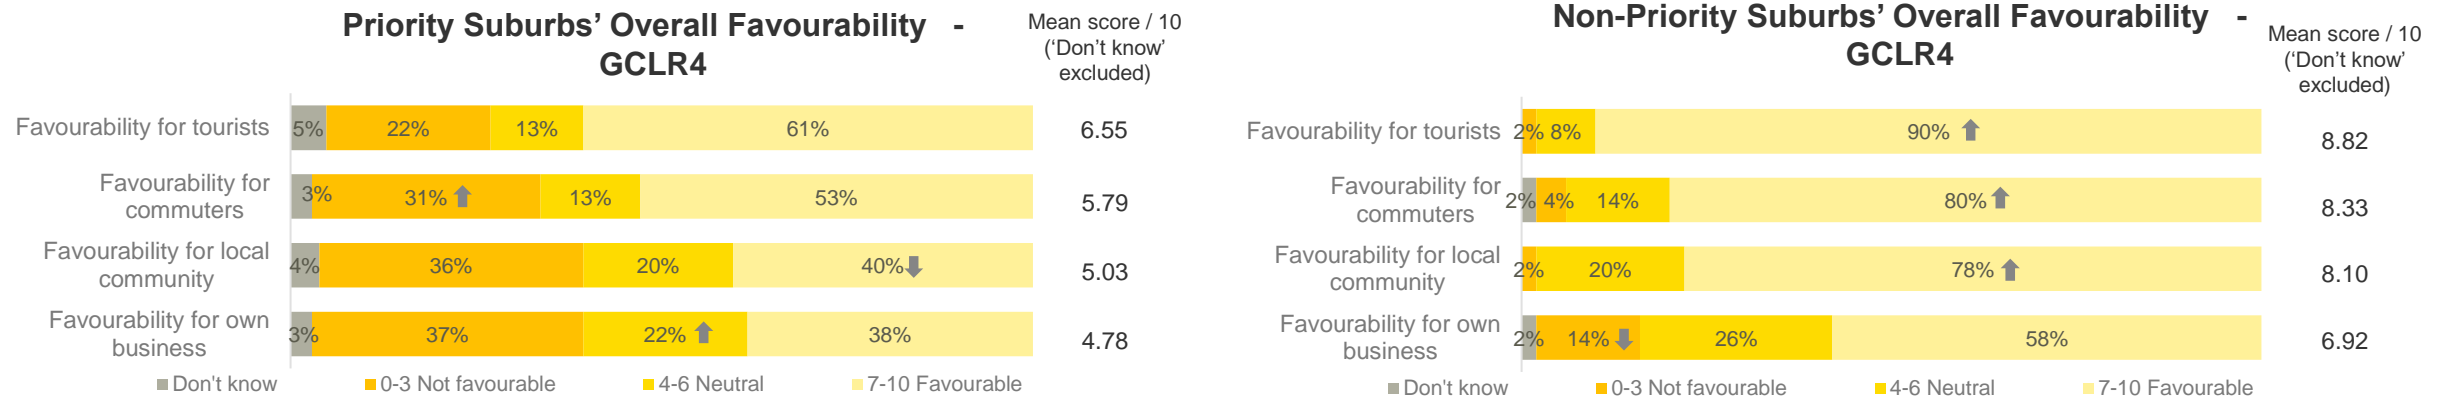 Priority Suburbs’ Overall Favourability -
GCLR4
Mean score / 10
(‘Don’t know’
excluded)
Favourability for tourists
5% 22% 13% 61%
6.55
Favourability for
commuters
3% 31% 13% 53%
5.79
Favourability for local
community
4% 36% 20% 40%
5.03
Favourability for own
business
3% 37% 22% 38%
4.78
Don't know 0-3 Not favourable 4-6 Neutral 7-10 Favourable
Non-Priority Suburbs’ Overall Favourability -
GCLR4
Mean score / 10
(‘Don’t know’
excluded)
Favourability for tourists
2% 8% 90%
8.82
Favourability for
commuters
2% 4% 14% 80%
8.33
Favourability for local
community
2% 20% 78%
8.10
Favourability for own
business
2% 14% 26% 58%
6.92
Don't know 0-3 Not favourable 4-6 Neutral 7-10 Favourable